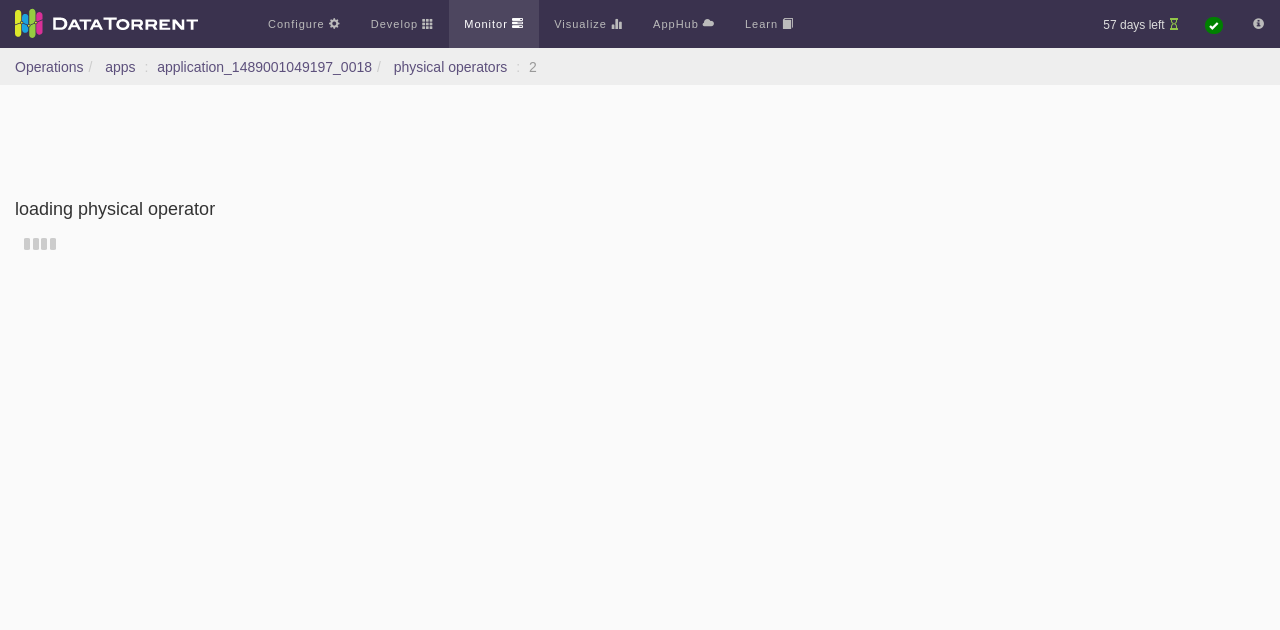 DATATORRENT Configure Develop Monitor Visualize AppHub Learn 57 days left
Operations / apps : application_1489001049197_0018 / physical operators : 2
loading physical operator